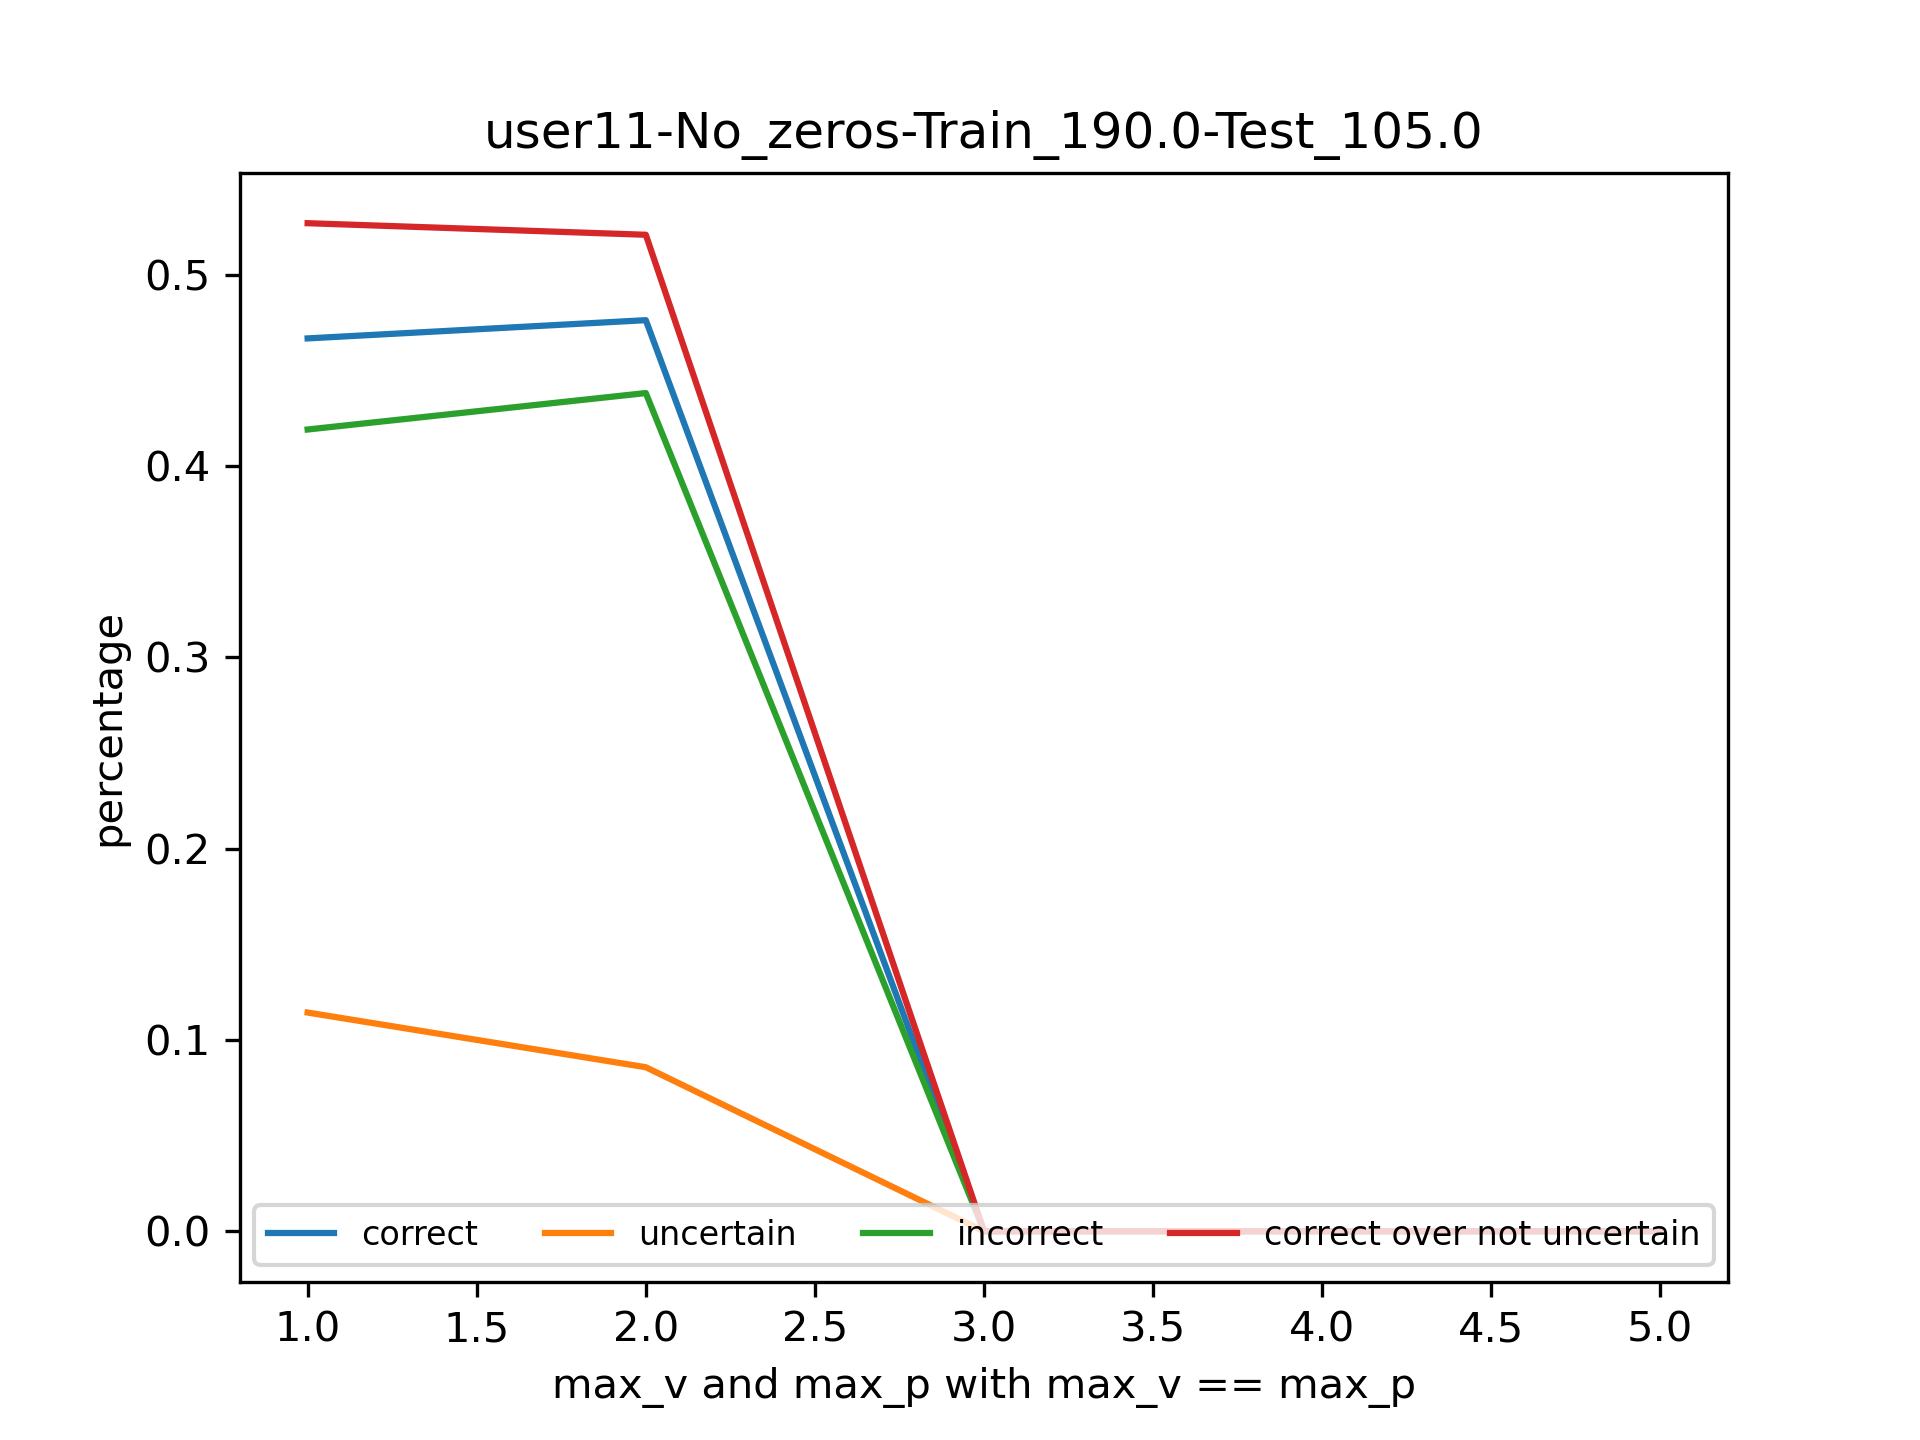 user11-No_zeros-Train_190.0-Test_105.0
percentage
0.5
0.4
0.3
0.2
0.1
0.0
correct uncertain incorrect correct over not uncertain
1.0 1.5 2.0 2.5 3.0 3.5 4.0 4.5 5.0
max_v and max_p with max_v == max_p